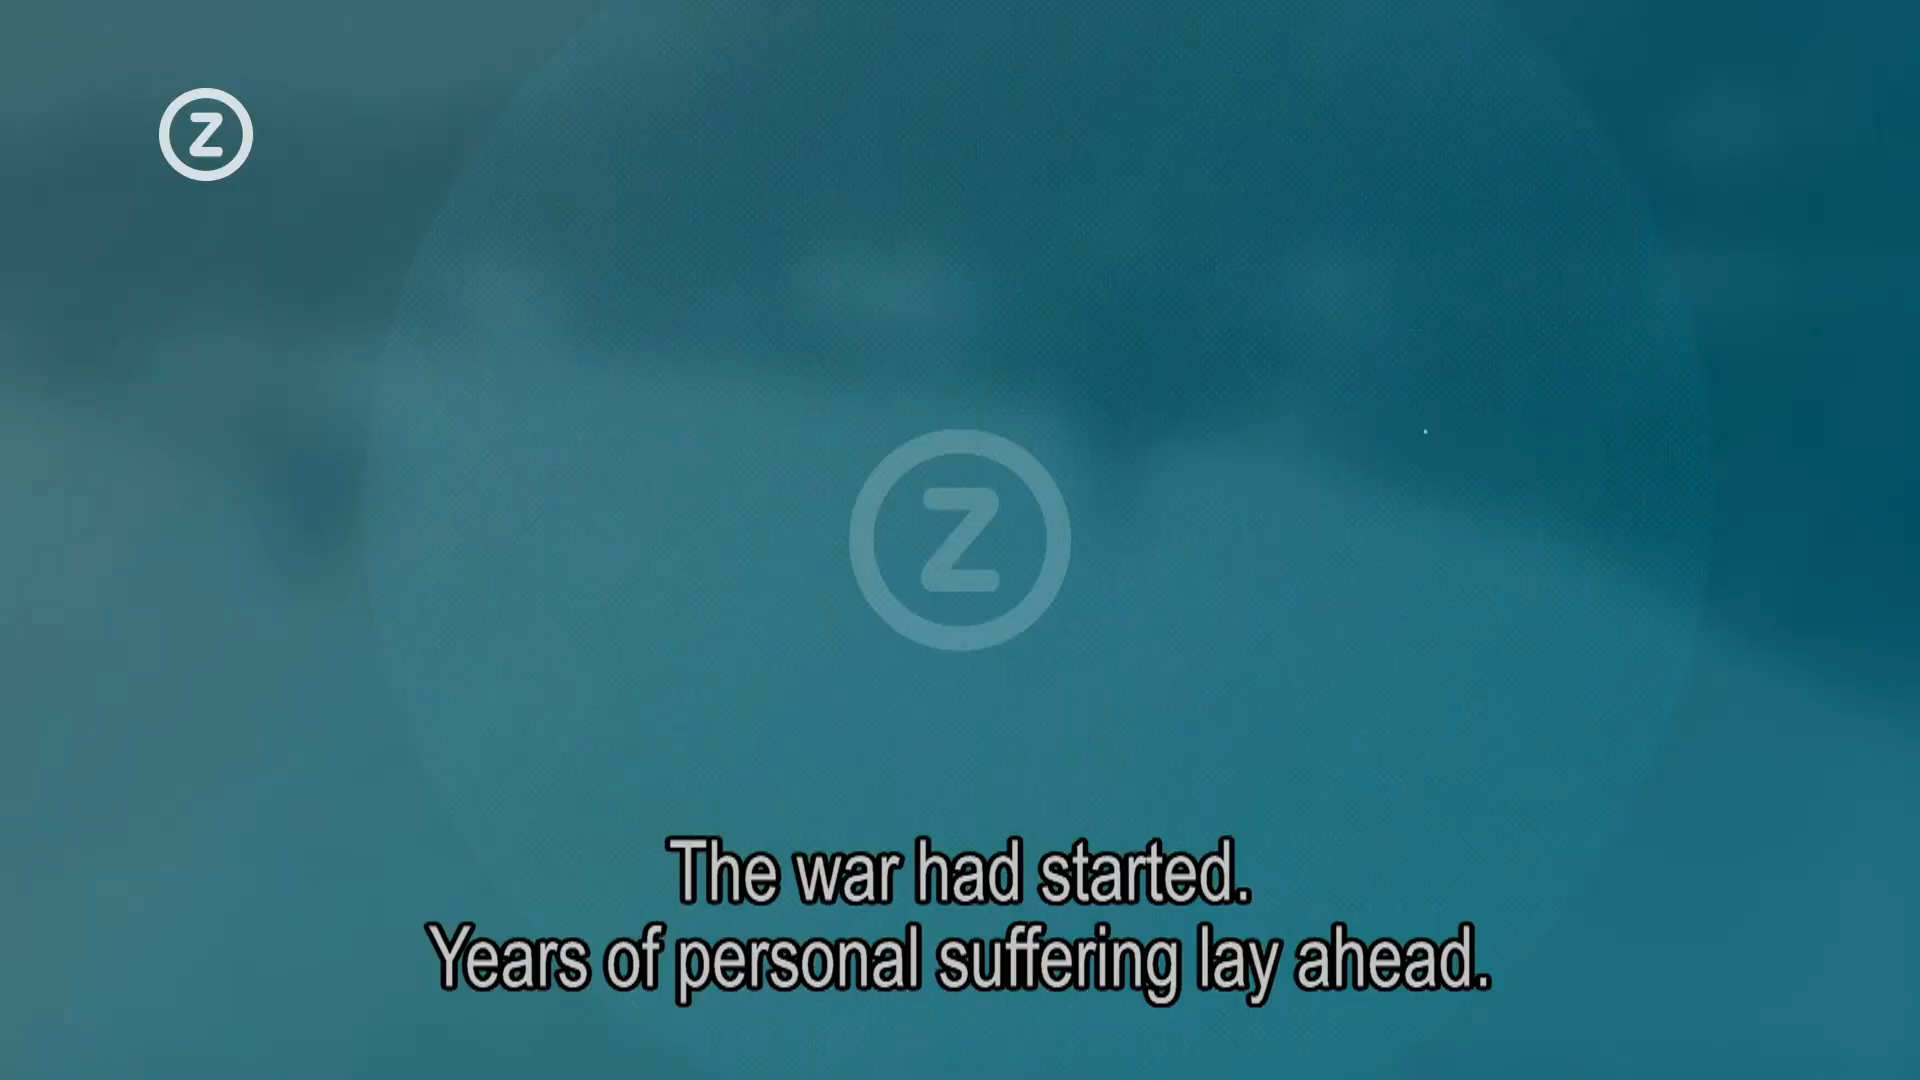 Z
Z
The war had started.
Years of personal suffering lay ahead.